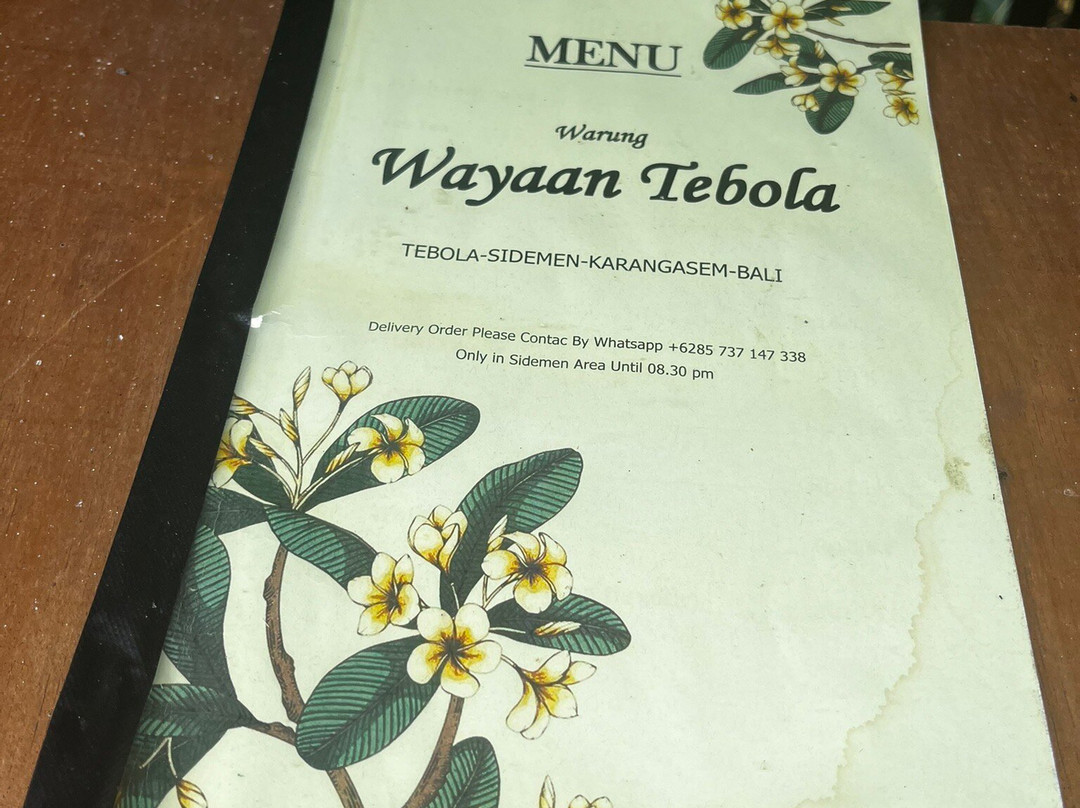 MENU
Warung
Wayaan Tebola
TEBOLA-SIDEMEN-KARANGASEM-BALI
Delivery Order Please Contac By Whatsapp +6285 737 147 338
Only in Sidemen Area Until 08.30 pm